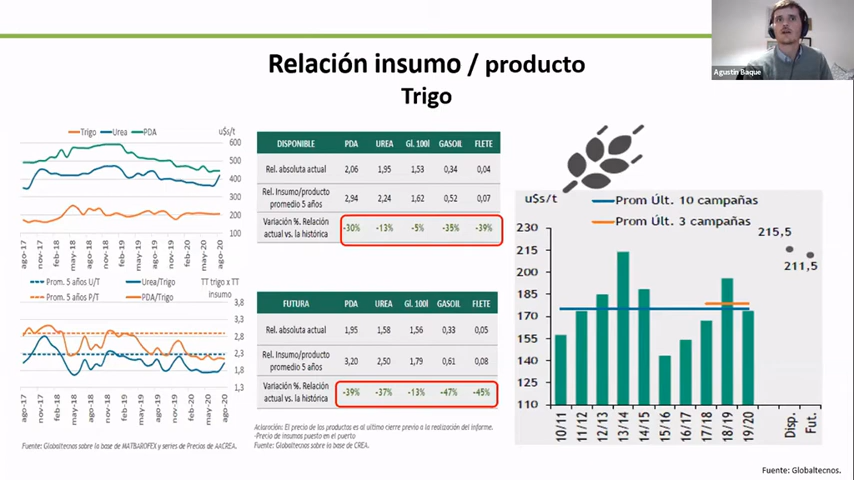 Agustin Baque
Relación insumo / producto
Trigo
Trigo Urea PDA u$s/t
600
500
400
300
200
100
ago-17 nov-17 feb-18 may-18 ago-18 nov-18 feb-19 may-19 ago-19 nov-19 feb-20 may-20 ago-20
Prom. 5 años U/T Urea/Trigo TT trigo x TT
Prom. 5 años P/T PDA/Trigo insumo
3,8
3,3
2,8
2,3
1,8
1,3
ago-17 nov-17 feb-18 may-18 ago-18 nov-18 feb-19 may-19 ago-19 nov-19 feb-20 may-20 ago-20
Fuente: Globaltecnos sobre la base de MATBAROFEX y series de Precios de AACREA.
DISPONIBLE PDA UREA Gl. 100l GASOIL FLETE
Rel. absoluta actual 2,06 1,95 1,53 0,34 0,04
Rel. Insumo/producto
promedio 5 años 2,94 2,24 1,62 0,52 0,07
Variación %. Relación
actual vs. la histórica -30% -13% -5% -35% -39%
FUTURA PDA UREA Gl. 100l GASOIL FLETE
Rel. absoluta actual 1,95 1,58 1,56 0,33 0,05
Rel. Insumo/producto
promedio 5 años 3,20 2,50 1,79 0,61 0,08
Variación %. Relación
actual vs. la histórica -39% -37% -13% -47% -45%
Aclaración: El precio de los productos es al último cierre previo a la realización del informe.
-Precio de insumos puesto en el puerto
-Fuente: Globaltecnos sobre la base de CREA.
u$s/t Prom Últ. 10 campañas
Prom Últ. 3 campañas
215,5
211,5
230
215
200
185
170
155
140
125
110
10/11 11/12 12/13 13/14 14/15 15/16 16/17 17/18 18/19 19/20 Disp. Fut.
Fuente: Globaltecnos.